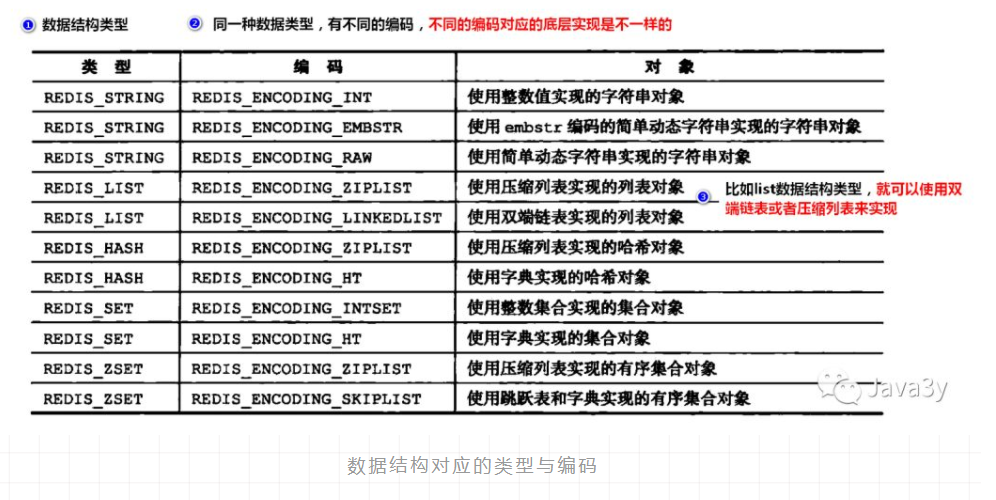 ① 数据结构类型
② 同一种数据类型，有不同的编码，不同的编码对应的底层实现是不一样的
类 型 编 码 对 象
REDIS_STRING REDIS_ENCODING_INT 使用整数值实现的字符串对象
REDIS_STRING REDIS_ENCODING_EMBSTR 使用 embstr 编码的简单动态字符串实现的字符串对象
REDIS_STRING REDIS_ENCODING_RAW 使用简单动态字符串实现的字符串对象
REDIS_LIST REDIS_ENCODING_ZIPLIST 使用压缩列表实现的列表对象
REDIS_LIST REDIS_ENCODING_LINKEDLIST 使用双端链表实现的列表对象
③ 比如list数据结构类型，就可以使用双
端链表或者压缩列表来实现
REDIS_HASH REDIS_ENCODING_ZIPLIST 使用压缩列表实现的哈希对象
REDIS_HASH REDIS_ENCODING_HT 使用字典实现的哈希对象
REDIS_SET REDIS_ENCODING_INTSET 使用整数集合实现的集合对象
REDIS_SET REDIS_ENCODING_HT 使用字典实现的集合对象
REDIS_ZSET REDIS_ENCODING_ZIPLIST 使用压缩列表实现的有序集合对象
REDIS_ZSET REDIS_ENCODING_SKIPLIST 使用跳跃表和字典实现的有序集合对象
Java3y
数据结构对应的类型与编码